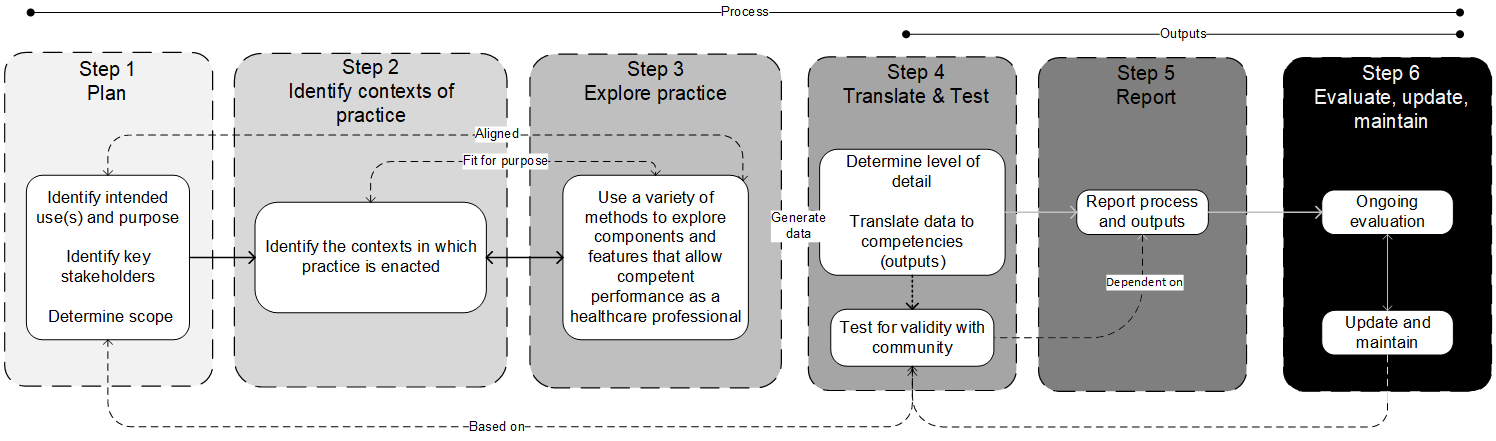 Process
Outputs
Step 1
Plan
Identify intended
use(s) and purpose
Identify key
stakeholders
Determine scope
Step 2
Identify contexts of
practice
Identify the contexts in which
practice is enacted
Step 3
Explore practice
Aligned
Fit for purpose
Use a variety of
methods to explore
components and
features that allow
competent
performance as a
healthcare professional
Generate
data
Step 4
Translate & Test
Determine level of
detail
Translate data to
competencies
(outputs)
Test for validity with
community
Step 5
Report
Report process
and outputs
Dependent on
Step 6
Evaluate, update,
maintain
Ongoing
evaluation
Update and
maintain
Based on